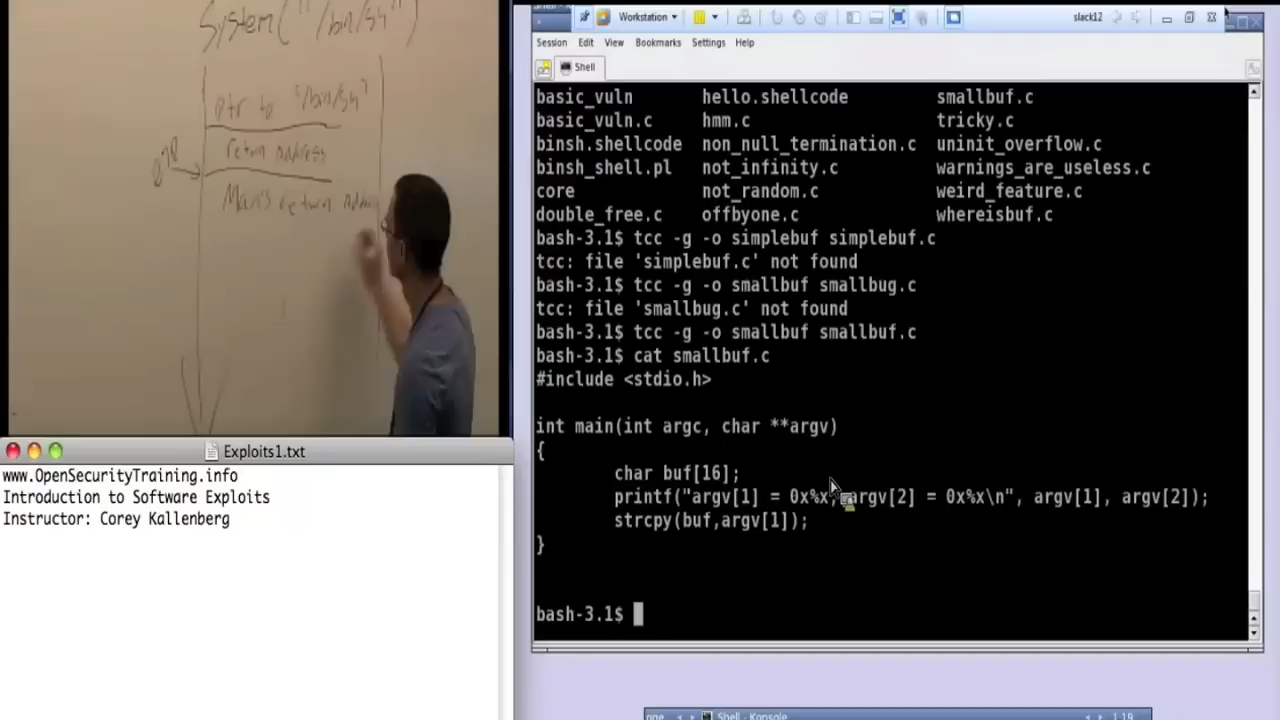 System("/bin/sh")
ptr to "/bin/sh"
return address
Main's return
Workstation
slack12
Session Edit View Bookmarks Settings Help
Shell
basic_vuln hello.shellcode smallbuf.c
basic_vuln.c hmm.c tricky.c
binsh.shellcode non_null_termination.c uninit_overflow.c
binsh_shell.pl not_infinity.c warnings_are_useless.c
core not_random.c weird_feature.c
double_free.c offbyone.c whereisbuf.c
bash-3.1$ tcc -g -o simplebuf simplebuf.c
tcc: file 'simplebuf.c' not found
bash-3.1$ tcc -g -o smallbuf smallbug.c
tcc: file 'smallbug.c' not found
bash-3.1$ tcc -g -o smallbuf smallbuf.c
bash-3.1$ cat smallbuf.c
#include <stdio.h>
int main(int argc, char **argv)
{
char buf[16];
printf("argv[1] = 0x%x, argv[2] = 0x%x\n", argv[1], argv[2]);
strcpy(buf,argv[1]);
}
bash-3.1$
Exploits1.txt
www.OpenSecurityTraining.info
Introduction to Software Exploits
Instructor: Corey Kallenberg
Shell - Konsole
1:19